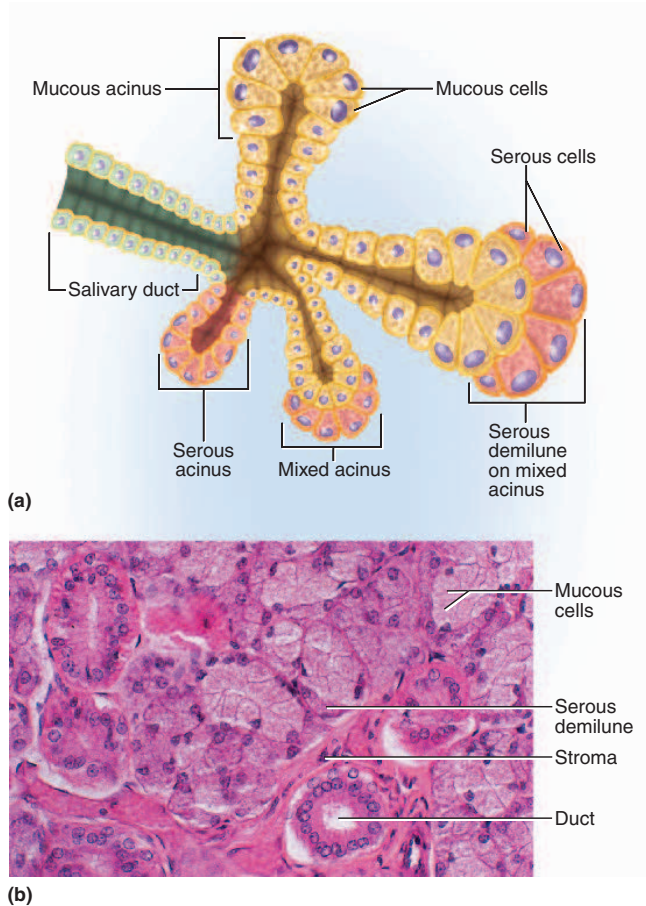 Mucous acinus
Mucous cells
Serous cells
Salivary duct
Serous
acinus
Mixed acinus
Serous
demilune
on mixed
acinus
(a)
Mucous
cells
Serous
demilune
Stroma
Duct
(b)